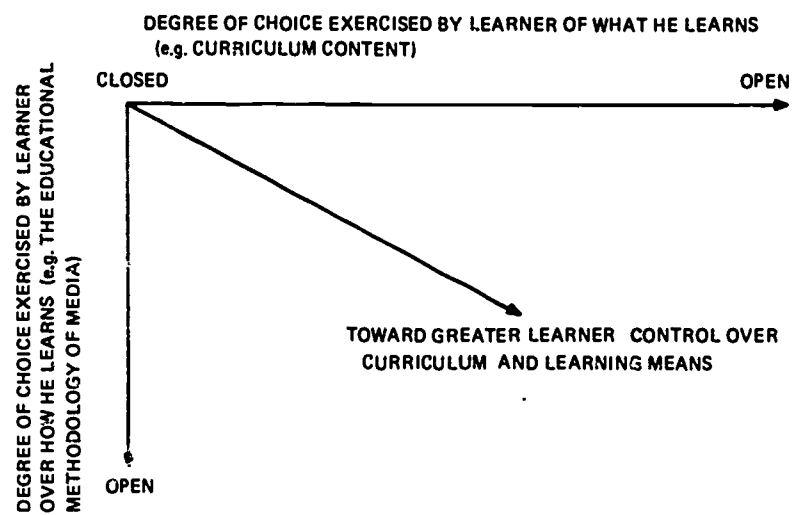 DEGREE OF CHOICE EXERCISED BY LEARNER OF WHAT HE LEARNS
(e.g. CURRICULUM CONTENT)
CLOSED
OPEN
DEGREE OF CHOICE EXERCISED BY LEARNER
OVER HOW HE LEARNS (e.g. THE EDUCATIONAL
METHODOLOGY OF MEDIA)
TOWARD GREATER LEARNER CONTROL OVER
CURRICULUM AND LEARNING MEANS
OPEN